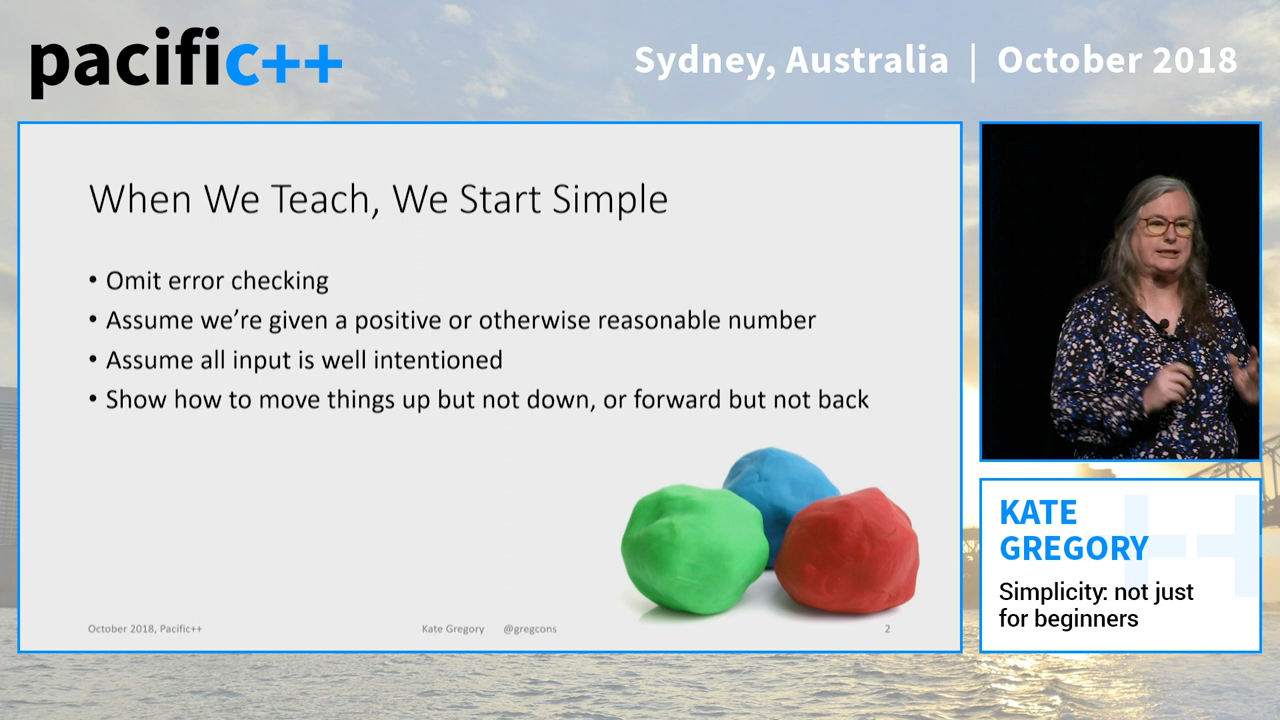 pacific++
Sydney, Australia | October 2018
When We Teach, We Start Simple
• Omit error checking
• Assume we’re given a positive or otherwise reasonable number
• Assume all input is well intentioned
• Show how to move things up but not down, or forward but not back
October 2018, Pacific++
Kate Gregory @gregcons
2
KATE
GREGORY
Simplicity: not just
for beginners